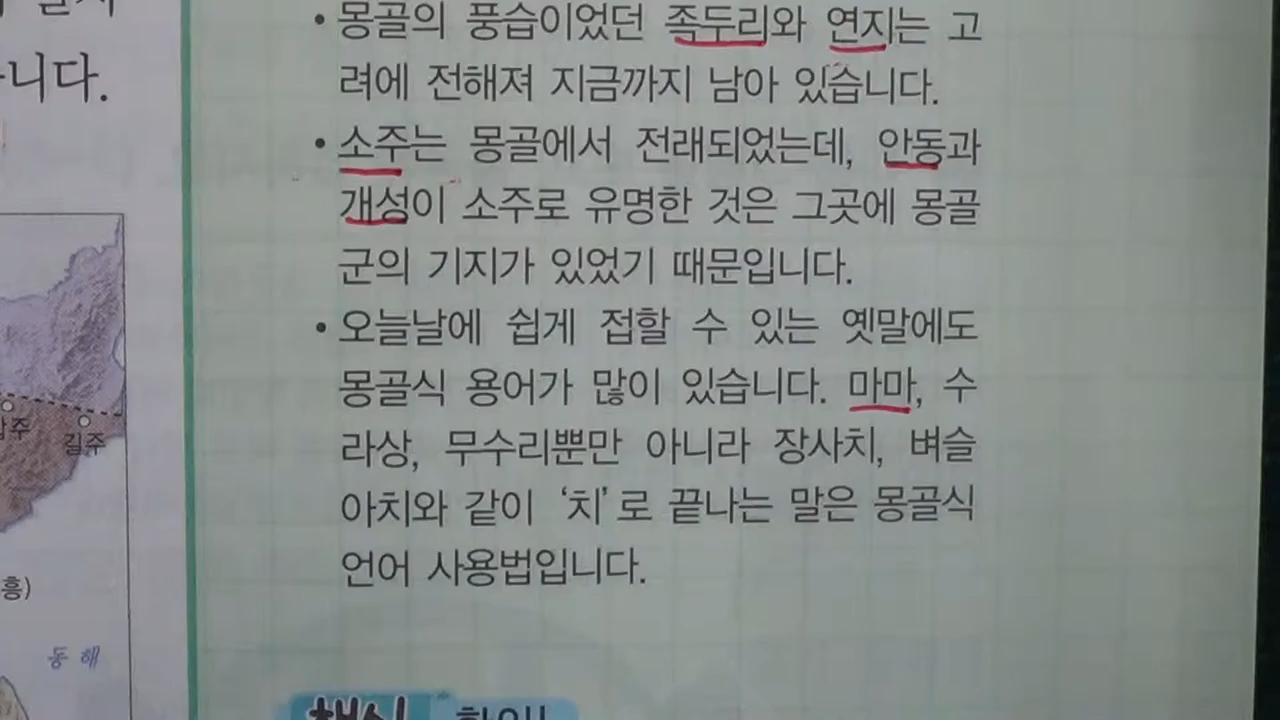 니다.
• 몽골의 풍습이었던 족두리와 연지는 고
려에 전해져 지금까지 남아 있습니다.
• 소주는 몽골에서 전래되었는데, 안동과
개성이 소주로 유명한 것은 그곳에 몽골
군의 기지가 있었기 때문입니다.
• 오늘날에 쉽게 접할 수 있는 옛말에도
몽골식 용어가 많이 있습니다. 마마, 수
라상, 무수리뿐만 아니라 장사치, 벼슬
아치와 같이 ‘치’로 끝나는 말은 몽골식
언어 사용법입니다.
길주
동해